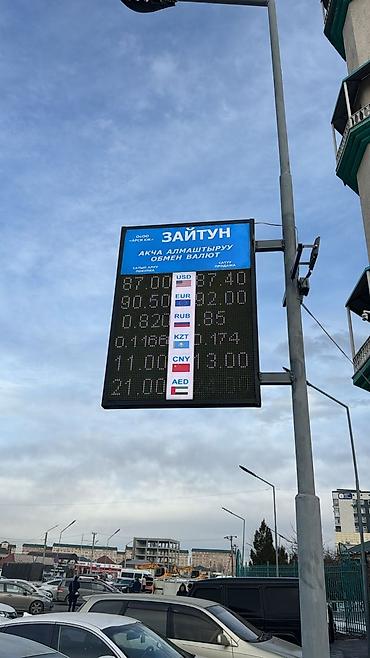 ОсОО
«АРСИ КЖ»
ЗАЙТУН
АКЧА АЛМАШТЫРУУ
ОБМЕН ВАЛЮТ
САТЫП АЛУУ САТУУ
ПОКУПКА ПРОДАЖА
87.00 USD 87.40
90.50 EUR 92.00
0.820 RUB .85
0.1166 KZT 0.174
11.00 CNY 13.00
21.00 AED